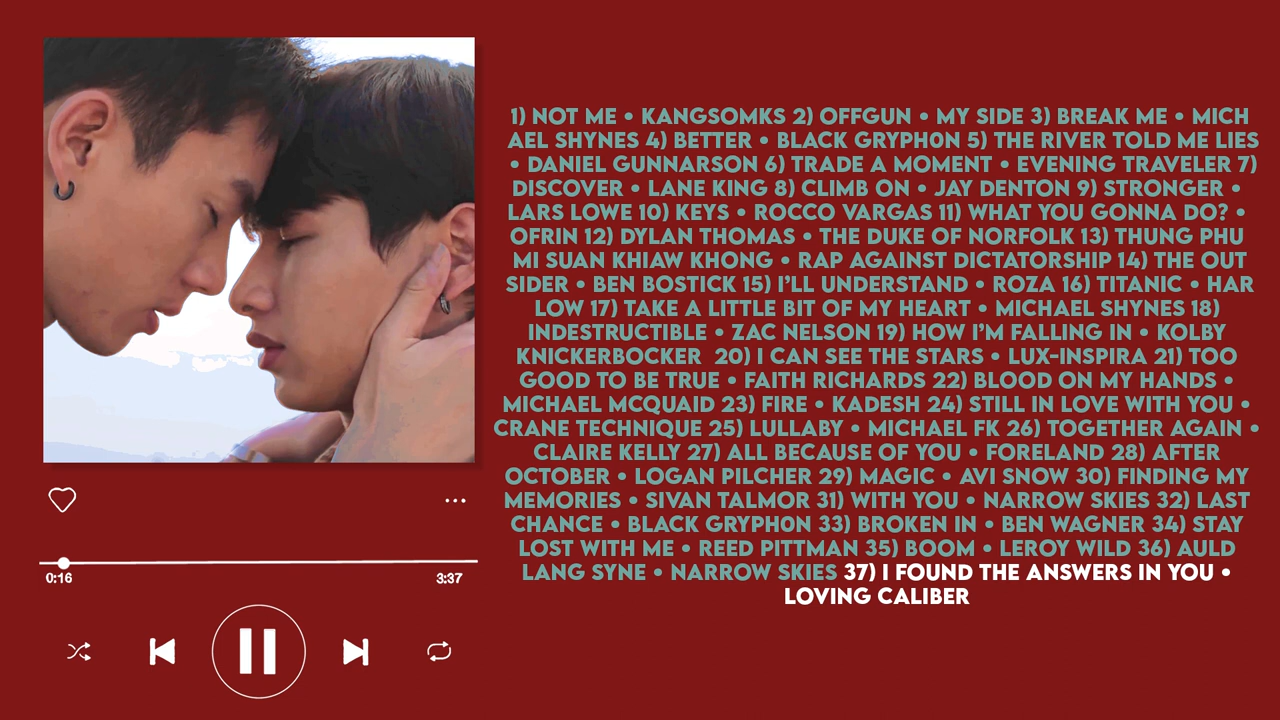 1) NOT ME • KANGSOMKS 2) OFFGUN • MY SIDE 3) BREAK ME • MICH
AEL SHYNES 4) BETTER • BLACK GRYPH0N 5) THE RIVER TOLD ME LIES
• DANIEL GUNNARSON 6) TRADE A MOMENT • EVENING TRAVELER 7)
DISCOVER • LANE KING 8) CLIMB ON • JAY DENTON 9) STRONGER •
LARS LOWE 10) KEYS • ROCCO VARGAS 11) WHAT YOU GONNA DO? •
OFRIN 12) DYLAN THOMAS • THE DUKE OF NORFOLK 13) THUNG PHU
MI SUAN KHIAW KHONG • RAP AGAINST DICTATORSHIP 14) THE OUT
SIDER • BEN BOSTICK 15) I'LL UNDERSTAND • ROZA 16) TITANIC • HAR
LOW 17) TAKE A LITTLE BIT OF MY HEART • MICHAEL SHYNES 18)
INDESTRUCTIBLE • ZAC NELSON 19) HOW I'M FALLING IN • KOLBY
KNICKERBOCKER 20) I CAN SEE THE STARS • LUX-INSPIRA 21) TOO
GOOD TO BE TRUE • FAITH RICHARDS 22) BLOOD ON MY HANDS •
MICHAEL MCQUAID 23) FIRE • KADESH 24) STILL IN LOVE WITH YOU •
CRANE TECHNIQUE 25) LULLABY • MICHAEL FK 26) TOGETHER AGAIN •
CLAIRE KELLY 27) ALL BECAUSE OF YOU • FORELAND 28) AFTER
OCTOBER • LOGAN PILCHER 29) MAGIC • AVI SNOW 30) FINDING MY
MEMORIES • SIVAN TALMOR 31) WITH YOU • NARROW SKIES 32) LAST
CHANCE • BLACK GRYPH0N 33) BROKEN IN • BEN WAGNER 34) STAY
LOST WITH ME • REED PITTMAN 35) BOOM • LEROY WILD 36) AULD
LANG SYNE • NARROW SKIES 37) I FOUND THE ANSWERS IN YOU •
LOVING CALIBER
0:16
3:37